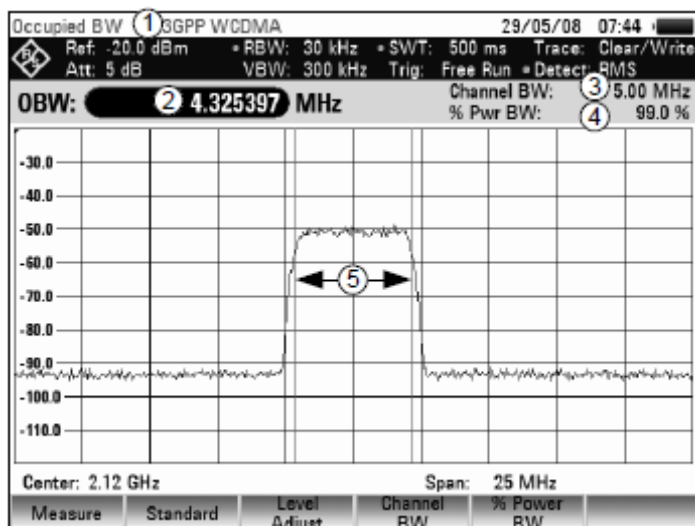 Occupied BW ① 3GPP WCDMA 29/05/08 07:44
Ref: -20.0 dBm • RBW: 30 kHz • SWT: 500 ms Trace: Clear/Write
Att: 5 dB VBW: 300 kHz Trig: Free Run • Detect: RMS
OBW: ② 4.325397 MHz
Channel BW: ③ 5.00 MHz
% Pwr BW: ④ 99.0 %
-30.0
-40.0
-50.0
-60.0
⑤
-70.0
-80.0
-90.0
-100.0
-110.0
Center: 2.12 GHz Span: 25 MHz
Measure Standard Level Adjust Channel BW % Power BW